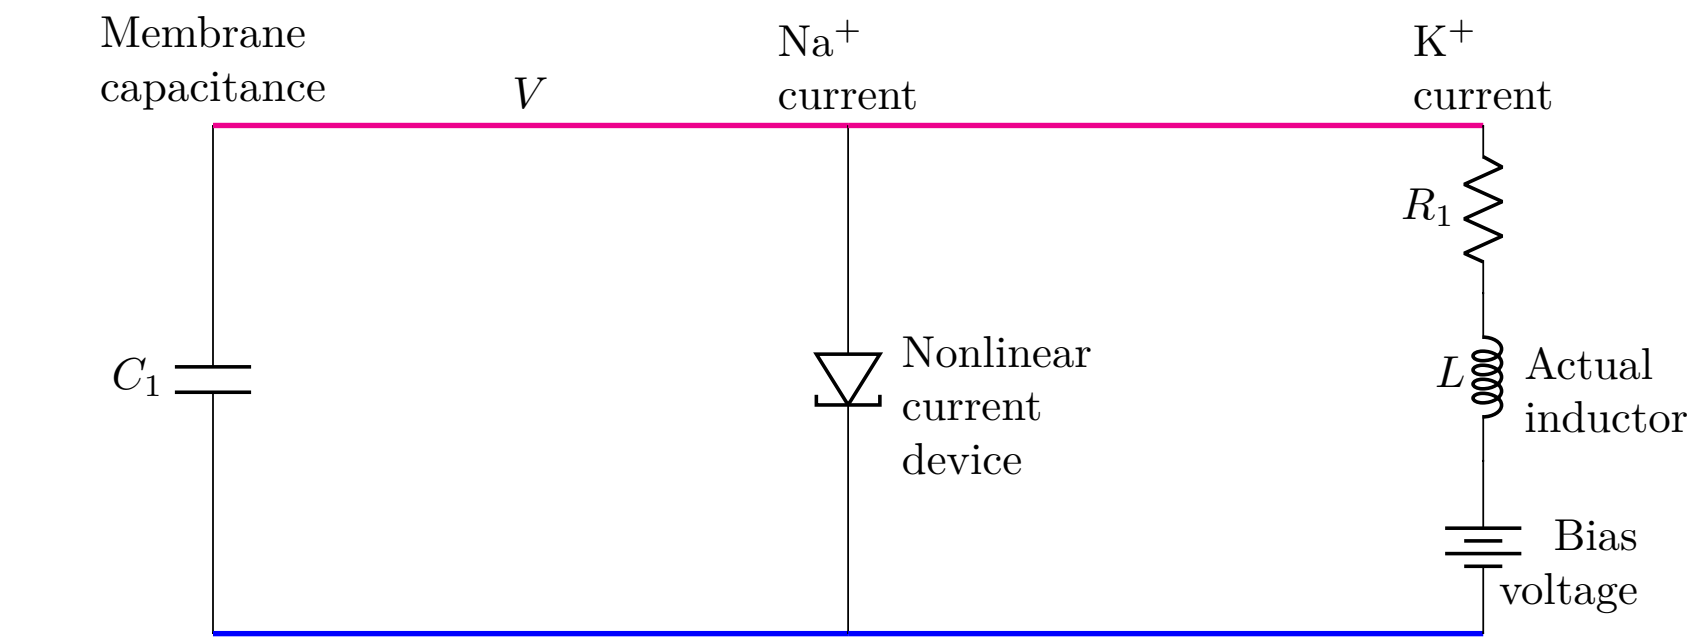 Membrane
capacitance
V
Na⁺
current
K⁺
current
R₁
C₁
Nonlinear
current
device
L
Actual
inductor
Bias
voltage